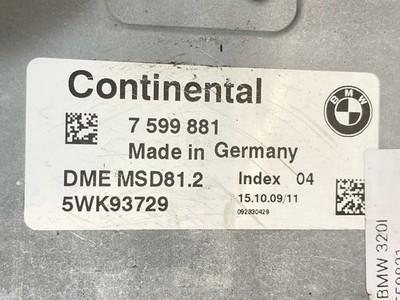 Continental
BMW
7 599 881
Made in Germany
DME MSD81.2 Index 04
5WK93729 15.10.09/11
092830429
BMW 320I